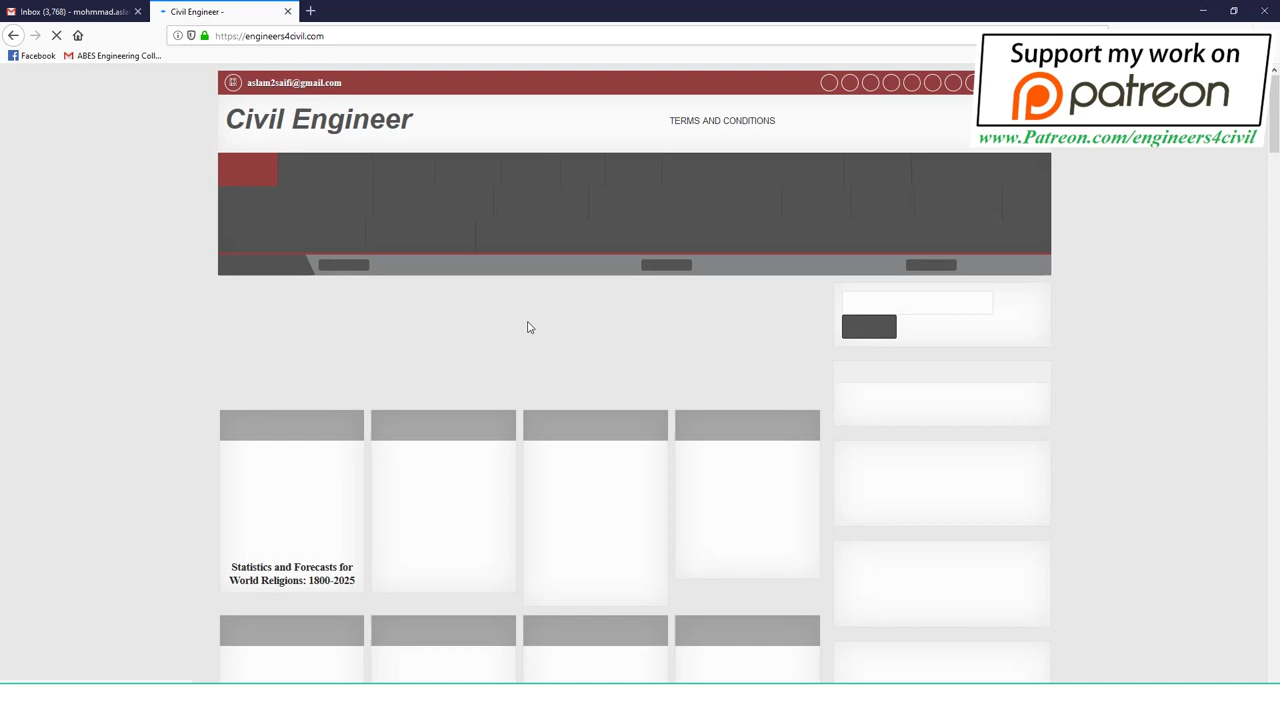 Inbox (3,768) - mohmmad.asla
Civil Engineer -
https://engineers4civil.com
Facebook
ABES Engineering Coll...
Support my work on
patreon
www.Patreon.com/engineers4civil
aslam2saifi@gmail.com
Civil Engineer
TERMS AND CONDITIONS
Statistics and Forecasts for
World Religions: 1800-2025